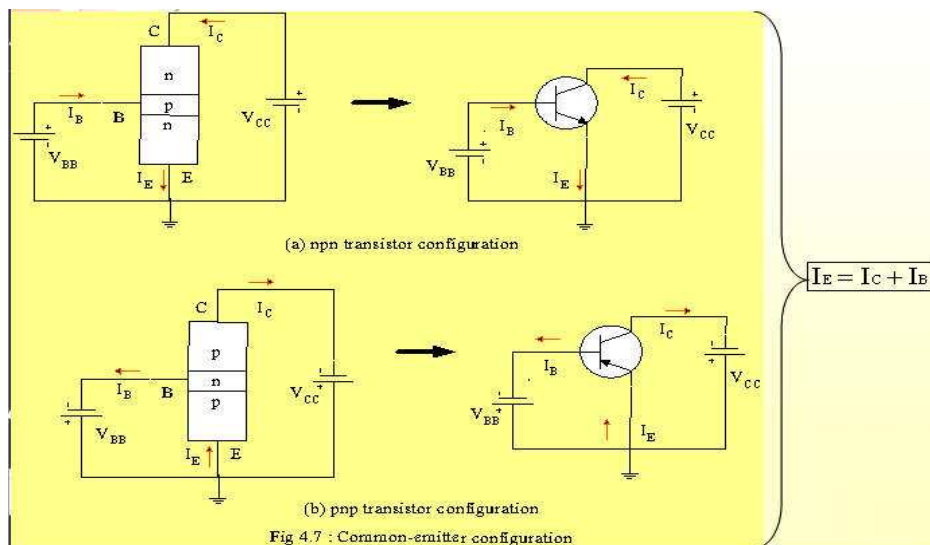 C
I_C
n
p
n
I_B
B
V_BB
V_CC
I_E
E
I_B
I_C
V_BB
V_CC
I_E
(a) npn transistor configuration
C
I_C
p
n
p
I_B
B
V_BB
V_CC
I_E
E
I_C
I_B
V_BB
V_CC
I_E
(b) pnp transistor configuration
Fig 4.7 : Common-emitter configuration
I_E = I_C + I_B